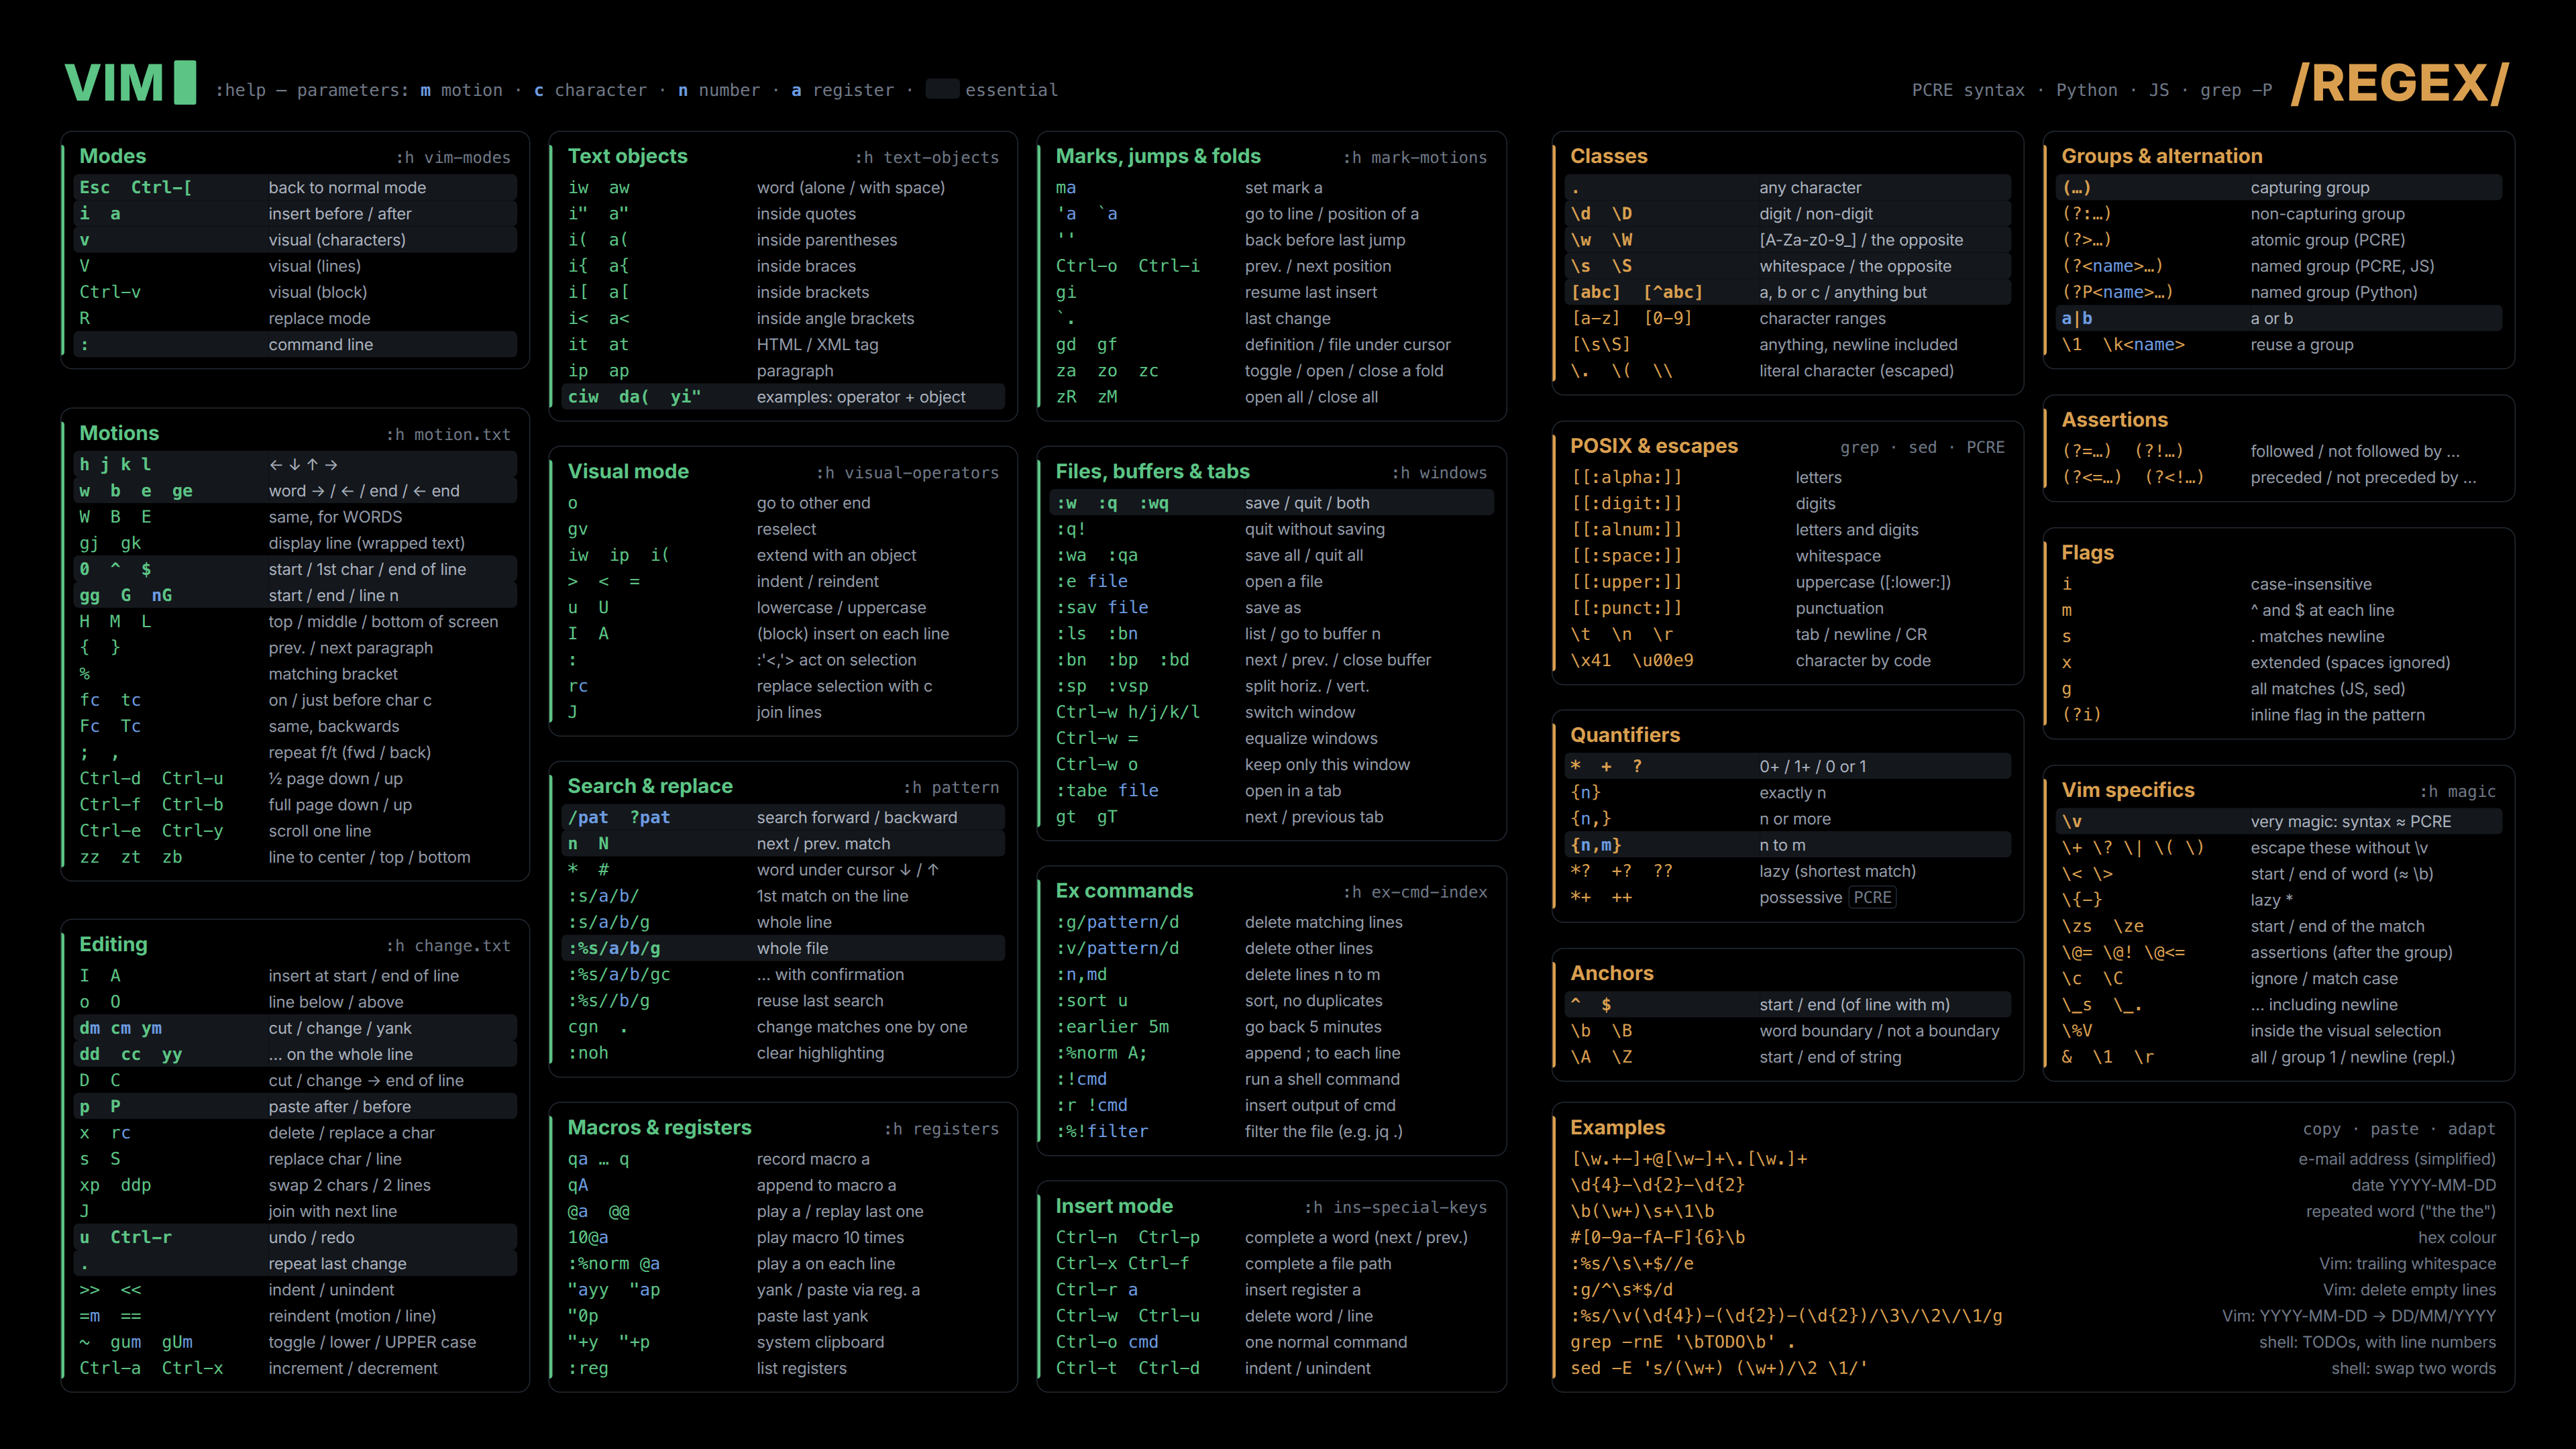 VIM
:help – parameters: m motion · c character · n number · a register · essential
PCRE syntax · Python · JS · grep –P
/REGEX/
Modes :h vim–modes
Esc Ctrl–[ back to normal mode
i a insert before / after
v visual (characters)
V visual (lines)
Ctrl–v visual (block)
R replace mode
: command line
Motions :h motion.txt
h j k l ← ↓ ↑ →
w b e ge word → / ← / end / ← end
W B E same, for WORDS
gj gk display line (wrapped text)
0 ^ $ start / 1st char / end of line
gg G nG start / end / line n
H M L top / middle / bottom of screen
{ } prev. / next paragraph
% matching bracket
fc tc on / just before char c
Fc Tc same, backwards
; , repeat f/t (fwd / back)
Ctrl–d Ctrl–u ½ page down / up
Ctrl–f Ctrl–b full page down / up
Ctrl–e Ctrl–y scroll one line
zz zt zb line to center / top / bottom
Editing :h change.txt
I A insert at start / end of line
o O line below / above
dm cm ym cut / change / yank
dd cc yy … on the whole line
D C cut / change → end of line
p P paste after / before
x rc delete / replace a char
s S replace char / line
xp ddp swap 2 chars / 2 lines
J join with next line
u Ctrl–r undo / redo
. repeat last change
>> << indent / unindent
=m == reindent (motion / line)
~ gum gUm toggle / lower / UPPER case
Ctrl–a Ctrl–x increment / decrement
Text objects :h text–objects
iw aw word (alone / with space)
i" a" inside quotes
i( a( inside parentheses
i{ a{ inside braces
i[ a[ inside brackets
i< a< inside angle brackets
it at HTML / XML tag
ip ap paragraph
ciw da( yi" examples: operator + object
Visual mode :h visual–operators
o go to other end
gv reselect
iw ip i( extend with an object
> < = indent / reindent
u U lowercase / uppercase
I A (block) insert on each line
: :'<,'> act on selection
rc replace selection with c
J join lines
Search & replace :h pattern
/pat ?pat search forward / backward
n N next / prev. match
* # word under cursor ↓ / ↑
:s/a/b/ 1st match on the line
:s/a/b/g whole line
:%s/a/b/g whole file
:%s/a/b/gc … with confirmation
:%s//b/g reuse last search
cgn . change matches one by one
:noh clear highlighting
Macros & registers :h registers
qa … q record macro a
qA append to macro a
@a @@ play a / replay last one
10@a play macro 10 times
:%norm @a play a on each line
"ayy "ap yank / paste via reg. a
"0p paste last yank
"+y "+p system clipboard
:reg list registers
Marks, jumps & folds :h mark–motions
ma set mark a
'a `a go to line / position of a
'' back before last jump
Ctrl–o Ctrl–i prev. / next position
gi resume last insert
`. last change
gd gf definition / file under cursor
za zo zc toggle / open / close a fold
zR zM open all / close all
Files, buffers & tabs :h windows
:w :q :wq save / quit / both
:q! quit without saving
:wa :qa save all / quit all
:e file open a file
:sav file save as
:ls :bn list / go to buffer n
:bn :bp :bd next / prev. / close buffer
:sp :vsp split horiz. / vert.
Ctrl–w h/j/k/l switch window
Ctrl–w = equalize windows
Ctrl–w o keep only this window
:tabe file open in a tab
gt gT next / previous tab
Ex commands :h ex–cmd–index
:g/pattern/d delete matching lines
:v/pattern/d delete other lines
:n,md delete lines n to m
:sort u sort, no duplicates
:earlier 5m go back 5 minutes
:%norm A; append ; to each line
:!cmd run a shell command
:r !cmd insert output of cmd
:%!filter filter the file (e.g. jq .)
Insert mode :h ins–special–keys
Ctrl–n Ctrl–p complete a word (next / prev.)
Ctrl–x Ctrl–f complete a file path
Ctrl–r a insert register a
Ctrl–w Ctrl–u delete word / line
Ctrl–o cmd one normal command
Ctrl–t Ctrl–d indent / unindent
Classes
. any character
\d \D digit / non-digit
\w \W [A-Za-z0-9_] / the opposite
\s \S whitespace / the opposite
[abc] [^abc] a, b or c / anything but
[a–z] [0–9] character ranges
[\s\S] anything, newline included
\. \( \\ literal character (escaped)
POSIX & escapes grep · sed · PCRE
[[:alpha:]] letters
[[:digit:]] digits
[[:alnum:]] letters and digits
[[:space:]] whitespace
[[:upper:]] uppercase ([:lower:])
[[:punct:]] punctuation
\t \n \r tab / newline / CR
\x41 \u00e9 character by code
Quantifiers
* + ? 0+ / 1+ / 0 or 1
{n} exactly n
{n,} n or more
{n,m} n to m
*? +? ?? lazy (shortest match)
*+ ++ possessive PCRE
Anchors
^ $ start / end (of line with m)
\b \B word boundary / not a boundary
\A \Z start / end of string
Groups & alternation
(…) capturing group
(?:…) non-capturing group
(?>…) atomic group (PCRE)
(?<name>…) named group (PCRE, JS)
(?P<name>…) named group (Python)
a|b a or b
\1 \k<name> reuse a group
Assertions
(?=…) (?!…) followed / not followed by …
(?<=…) (?<!…) preceded / not preceded by …
Flags
i case-insensitive
m ^ and $ at each line
s . matches newline
x extended (spaces ignored)
g all matches (JS, sed)
(?i) inline flag in the pattern
Vim specifics :h magic
\v very magic: syntax ≈ PCRE
\+ \? \| \( \) escape these without \v
\< \> start / end of word (≈ \b)
\{–} lazy *
\zs \ze start / end of the match
\@= \@! \@<= assertions (after the group)
\c \C ignore / match case
\_s \_. … including newline
\%V inside the visual selection
& \1 \r all / group 1 / newline (repl.)
Examples copy · paste · adapt
[\w.+–]+@[\w–]+\.[\w.]+ e-mail address (simplified)
\d{4}–\d{2}–\d{2} date YYYY-MM-DD
\b(\w+)\s+\1\b repeated word ("the the")
#[0–9a–fA–F]{6}\b hex colour
:%s/\s\+$//e Vim: trailing whitespace
:g/^\s*$/d Vim: delete empty lines
:%s/\v(\d{4})–(\d{2})–(\d{2})/\3\/\2\/\1/g Vim: YYYY-MM-DD → DD/MM/YYYY
grep –rnE '\bTODO\b' . shell: TODOs, with line numbers
sed –E 's/(\w+) (\w+)/\2 \1/' shell: swap two words